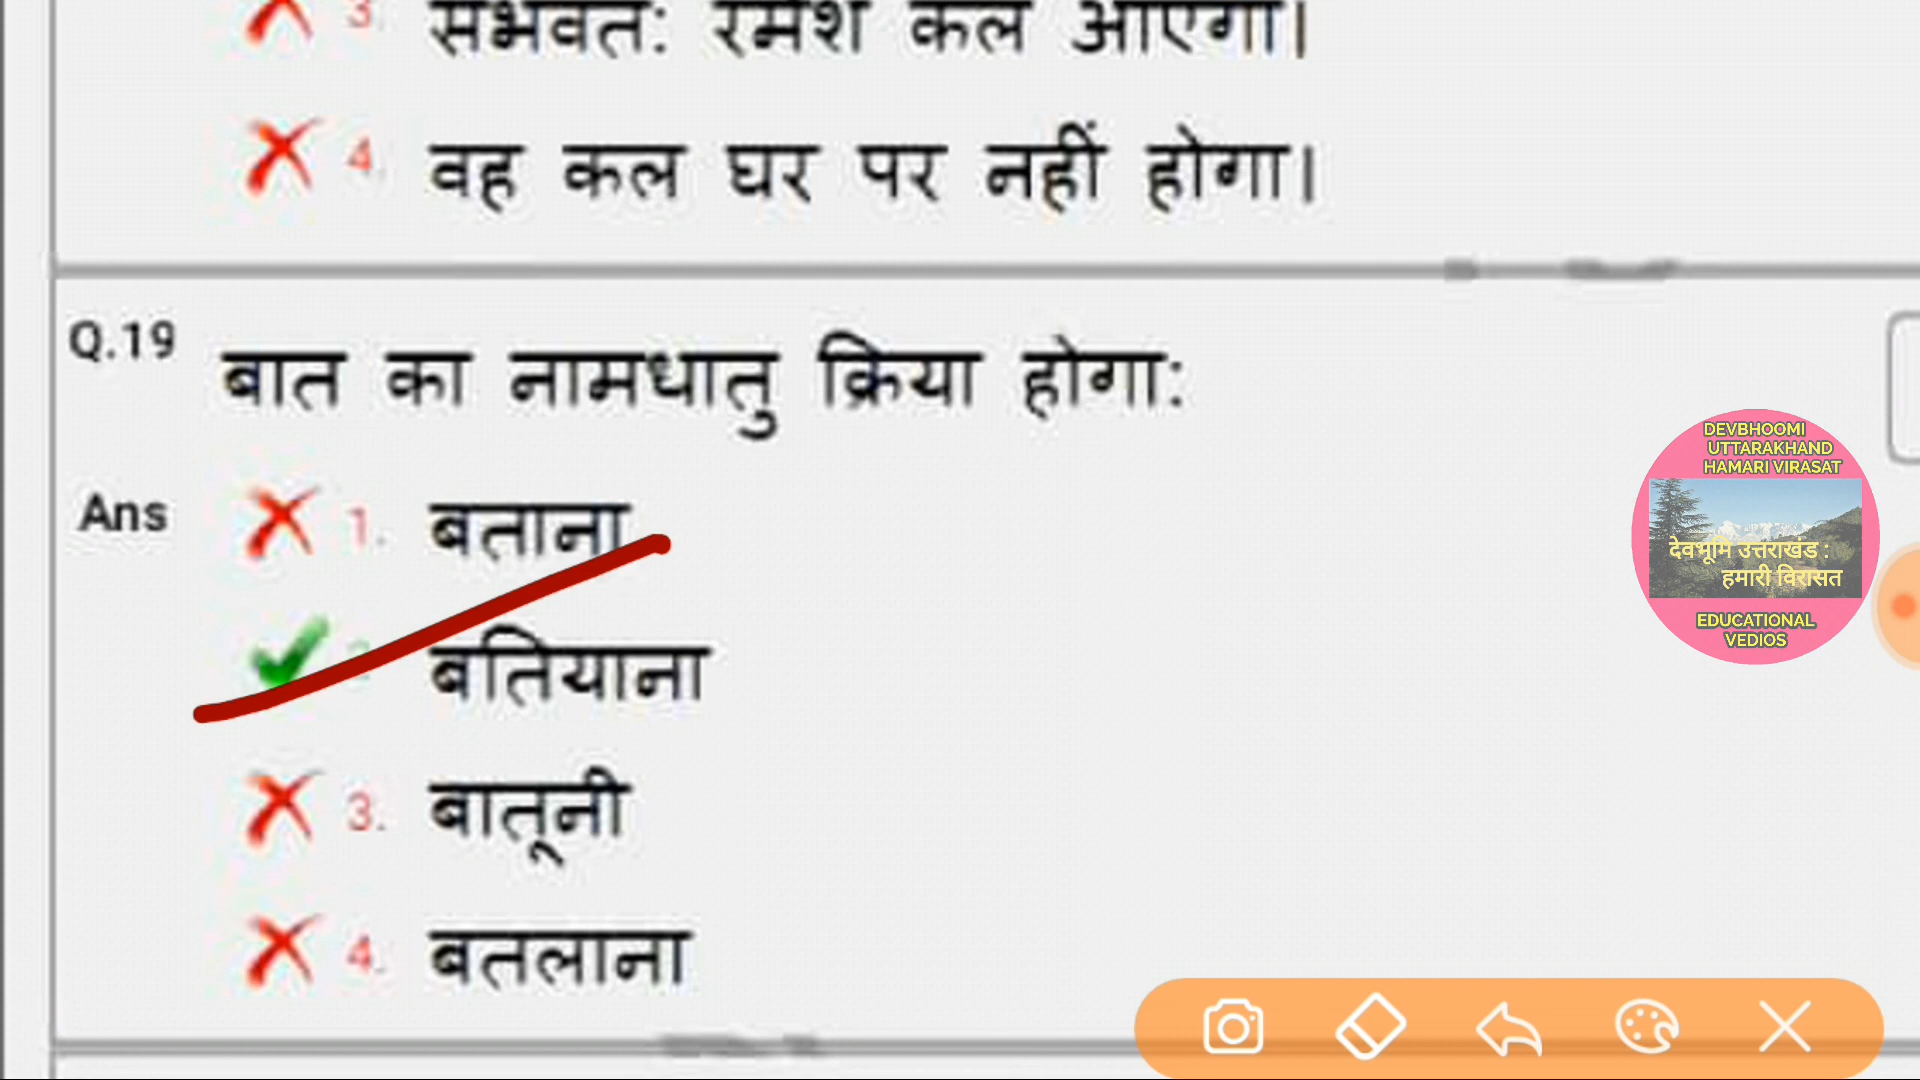 3. संभवत: रमेश कल आएगा।
4. वह कल घर पर नहीं होगा।
Q.19 बात का नामधातु क्रिया होगा:
Ans 1. बताना
2. बतियाना
3. बातूनी
4. बतलाना
DEVBHOOMI
UTTARAKHAND
HAMARI VIRASAT
देवभूमि उत्तराखंड :
हमारी विरासत
EDUCATIONAL
VEDIOS